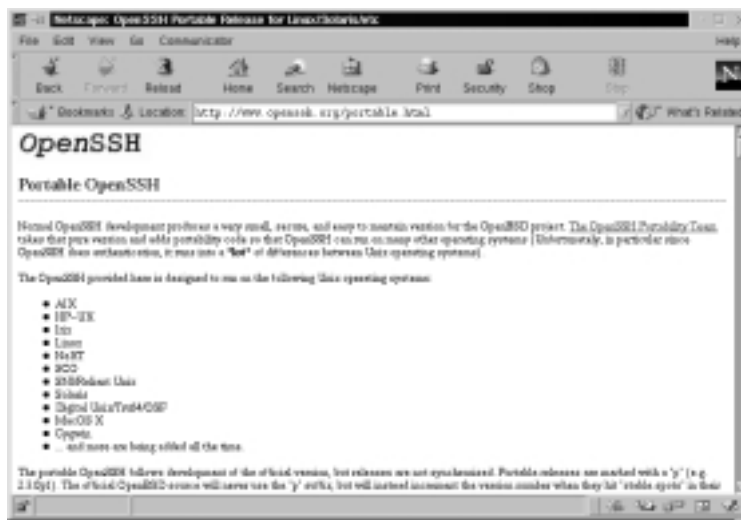 Netscape: OpenSSH Portable Release for Linux/Solaris/etc
File Edit View Go Communicator Help
Back Forward Reload Home Search Netscape Print Security Shop Stop
Bookmarks Location: http://www.openssh.org/portable.html What's Related
OpenSSH
Portable OpenSSH
Normal OpenSSH development produces a very small, secure, and easy to maintain version for the OpenBSD project. The OpenSSH Portability Team
takes that pure version and adds portability code so that OpenSSH can run on many other operating systems (Unfortunately, in particular since
OpenSSH does authentication, it runs into a *lot* of differences between Unix operating systems).
The OpenSSH provided here is designed to run on the following Unix operating systems:
AIX
HP-UX
Irix
Linux
NeXT
SCO
SNI/Reliant Unix
Solaris
Digital Unix/Tru64/OSF
MacOS X
Cygwin
... and more are being added all the time.
The portable OpenSSH follows development of the official version, but releases are not synchronized. Portable releases are marked with a 'p' (e.g.
The official OpenBSD source will never use the 'p' suffix, but will instead increment the version number when they hit 'stable spots' in their